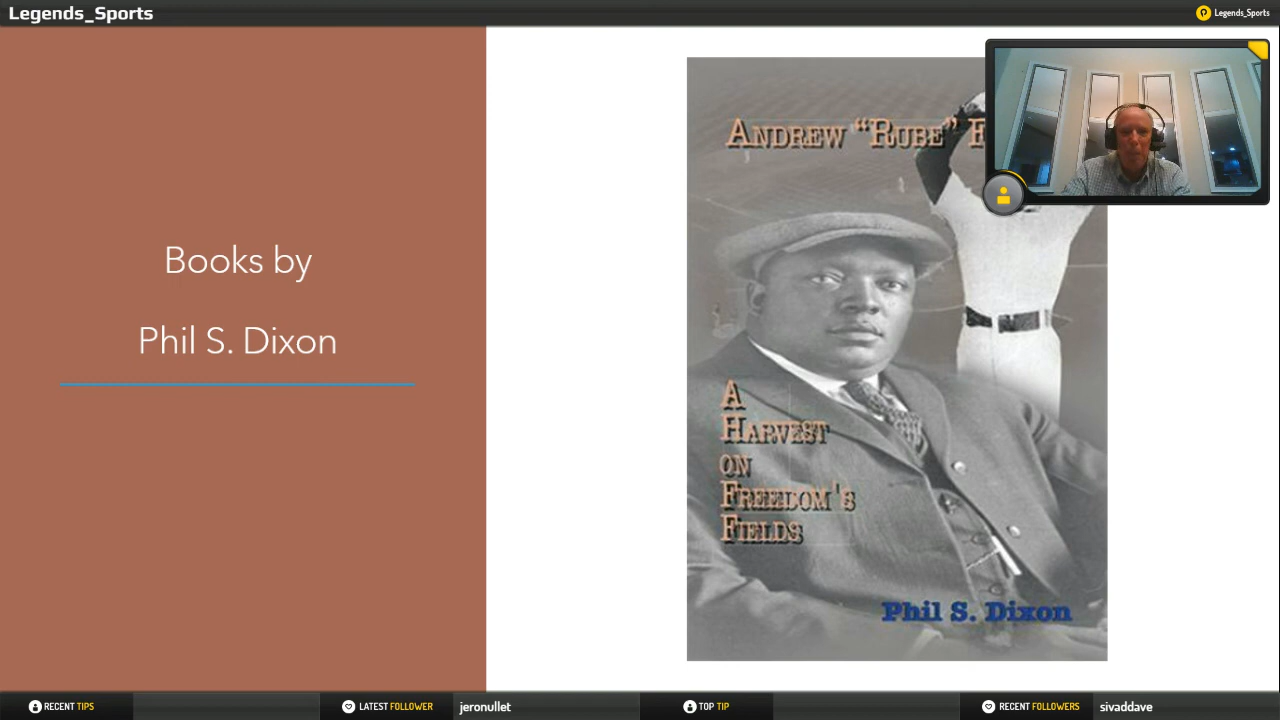 Legends_Sports
Legends_Sports
Books by
Phil S. Dixon
ANDREW “RUBE” F
A
HARVEST
ON
FREEDOM'S
FIELDS
Phil S. Dixon
RECENT TIPS
LATEST FOLLOWER
jeronullet
TOP TIP
RECENT FOLLOWERS
sivaddave